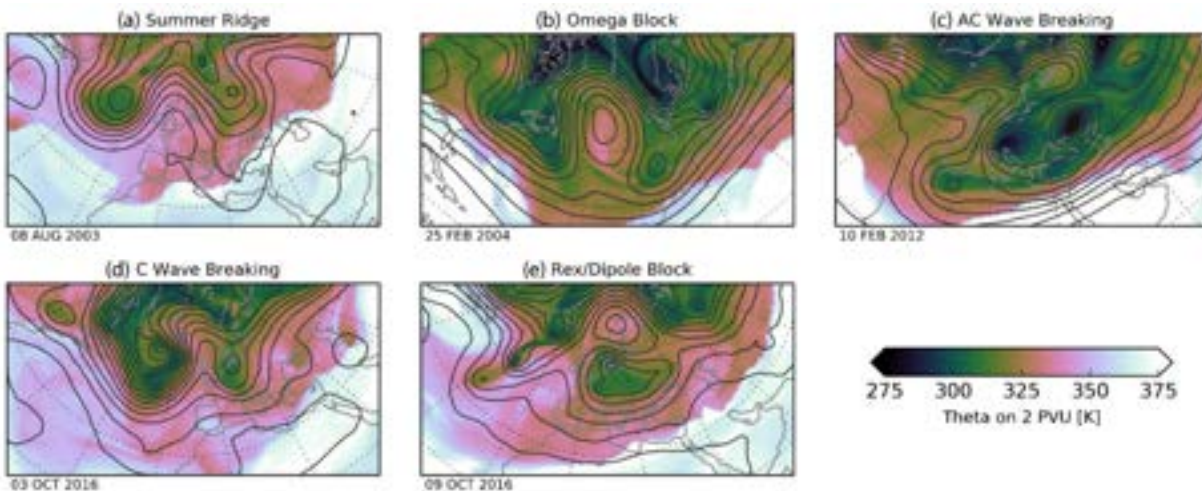 (a) Summer Ridge
(b) Omega Block
(c) AC Wave Breaking
08 AUG 2003
25 FEB 2004
10 FEB 2012
(d) C Wave Breaking
(e) Rex/Dipole Block
03 OCT 2016
09 OCT 2016
275 300 325 350 375
Theta on 2 PVU [K]